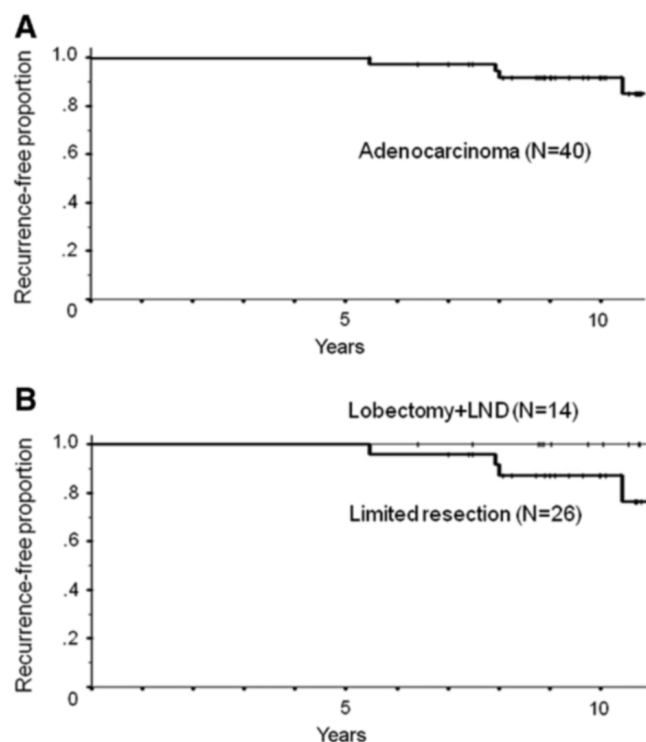 A
Recurrence-free proportion
1.0
.8
.6
.4
.2
0
Adenocarcinoma (N=40)
5
10
Years
B
Recurrence-free proportion
Lobectomy+LND (N=14)
1.0
.8
.6
.4
.2
0
Limited resection (N=26)
5
10
Years